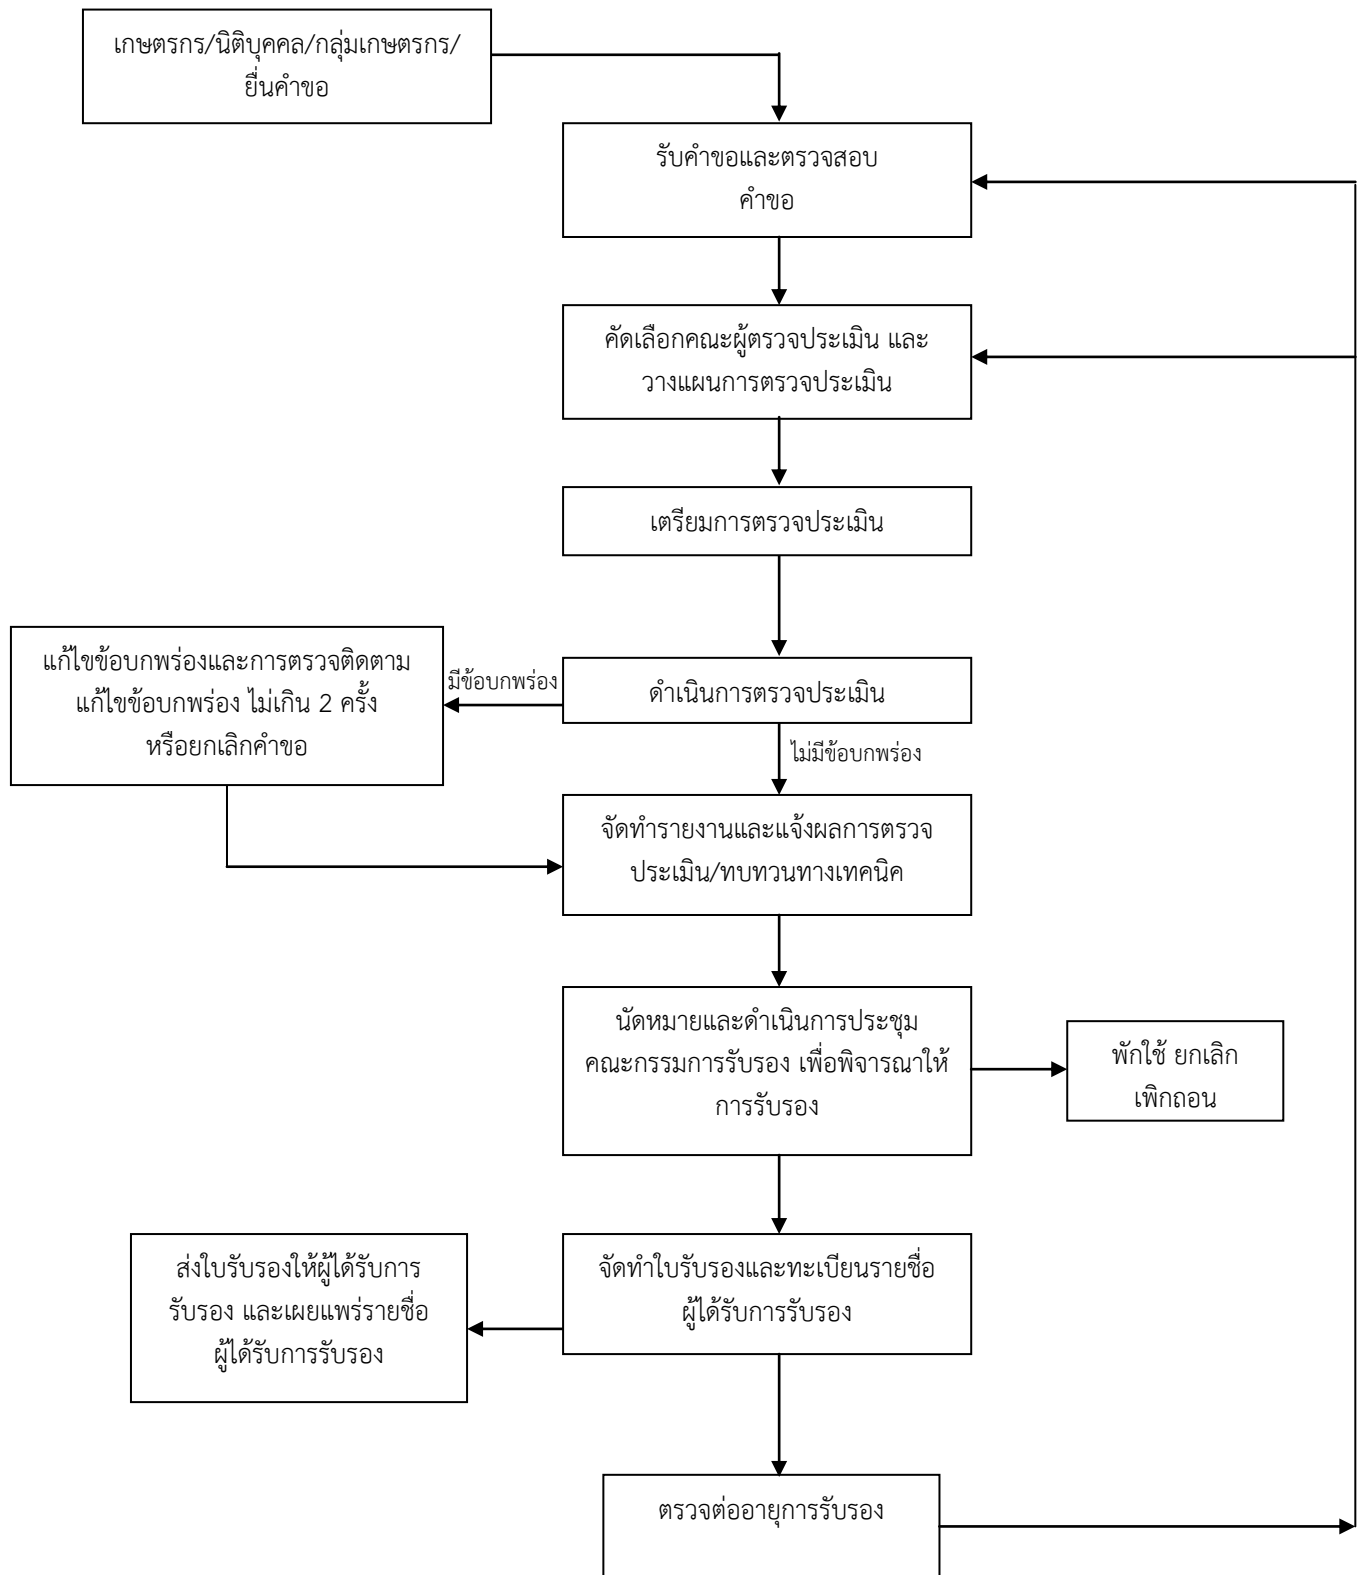 เกษตรกร/นิติบุคคล/กลุ่มเกษตรกร/
ยื่นคำขอ
รับคำขอและตรวจสอบ
คำขอ
คัดเลือกคณะผู้ตรวจประเมิน และ
วางแผนการตรวจประเมิน
เตรียมการตรวจประเมิน
แก้ไขข้อบกพร่องและการตรวจติดตาม
แก้ไขข้อบกพร่อง ไม่เกิน 2 ครั้ง
หรือยกเลิกคำขอ
มีข้อบกพร่อง
ดำเนินการตรวจประเมิน
ไม่มีข้อบกพร่อง
จัดทำรายงานและแจ้งผลการตรวจ
ประเมิน/ทบทวนทางเทคนิค
นัดหมายและดำเนินการประชุม
คณะกรรมการรับรอง เพื่อพิจารณาให้
การรับรอง
พักใช้ ยกเลิก
เพิกถอน
ส่งใบรับรองให้ผู้ได้รับการ
รับรอง และเผยแพร่รายชื่อ
ผู้ได้รับการรับรอง
จัดทำใบรับรองและทะเบียนรายชื่อ
ผู้ได้รับการรับรอง
ตรวจต่ออายุการรับรอง